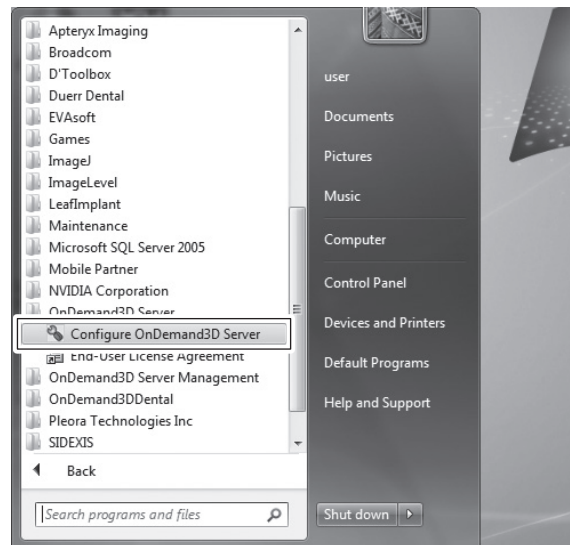 Apteryx Imaging
Broadcom
D'Toolbox
Duerr Dental
EVAsoft
Games
ImageJ
ImageLevel
LeafImplant
Maintenance
Microsoft SQL Server 2005
Mobile Partner
NVIDIA Corporation
OnDemand3D Server
Configure OnDemand3D Server
End-User License Agreement
OnDemand3D Server Management
OnDemand3DDental
Pleora Technologies Inc
SIDEXIS
Back
Search programs and files
user
Documents
Pictures
Music
Computer
Control Panel
Devices and Printers
Default Programs
Help and Support
Shut down